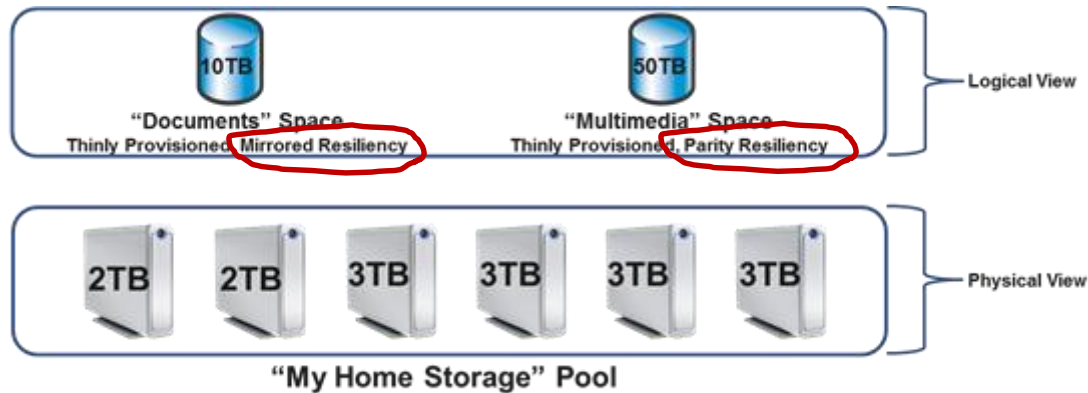 10TB
50TB
"Documents" Space
Thinly Provisioned, Mirrored Resiliency
"Multimedia" Space
Thinly Provisioned, Parity Resiliency
Logical View
2TB
2TB
3TB
3TB
3TB
3TB
Physical View
"My Home Storage" Pool